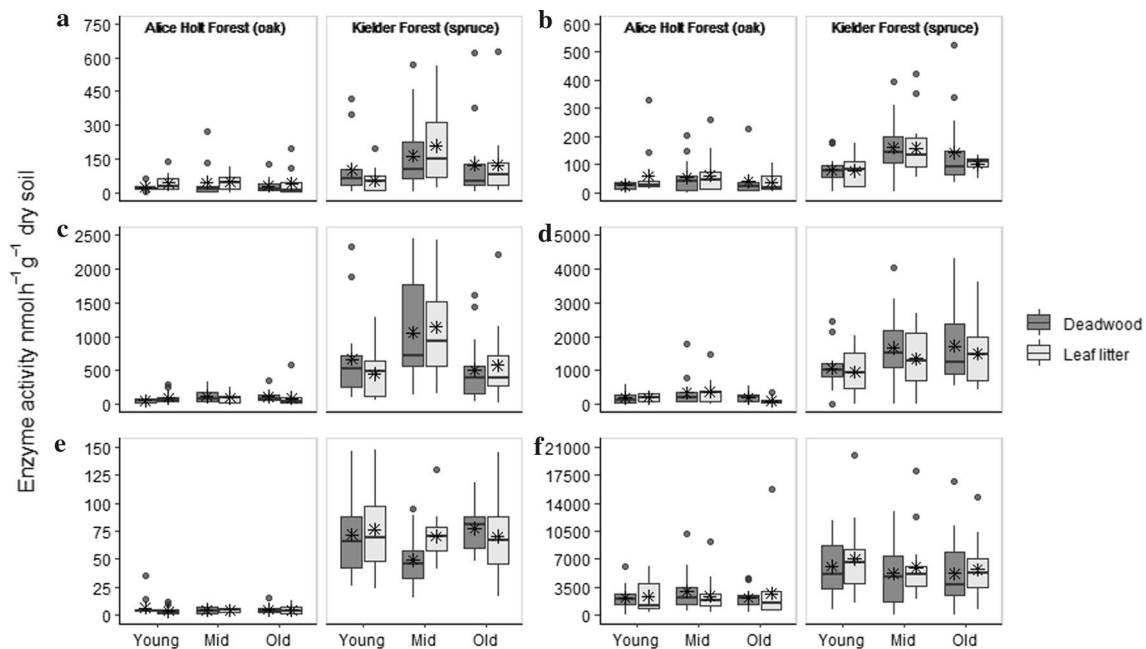 a
Alice Holt Forest (oak)
Kielder Forest (spruce)
750
600
450
300
150
0
b
Alice Holt Forest (oak)
Kielder Forest (spruce)
600
500
400
300
200
100
0
c
2500
2000
1500
1000
500
0
d
5000
4000
3000
2000
1000
0
e
150
125
100
75
50
25
0
f
21000
17500
14000
10500
7000
3500
0
Young Mid Old
Young Mid Old
Young Mid Old
Young Mid Old
Enzyme activity nmolh⁻¹g⁻¹ dry soil
Deadwood
Leaf litter